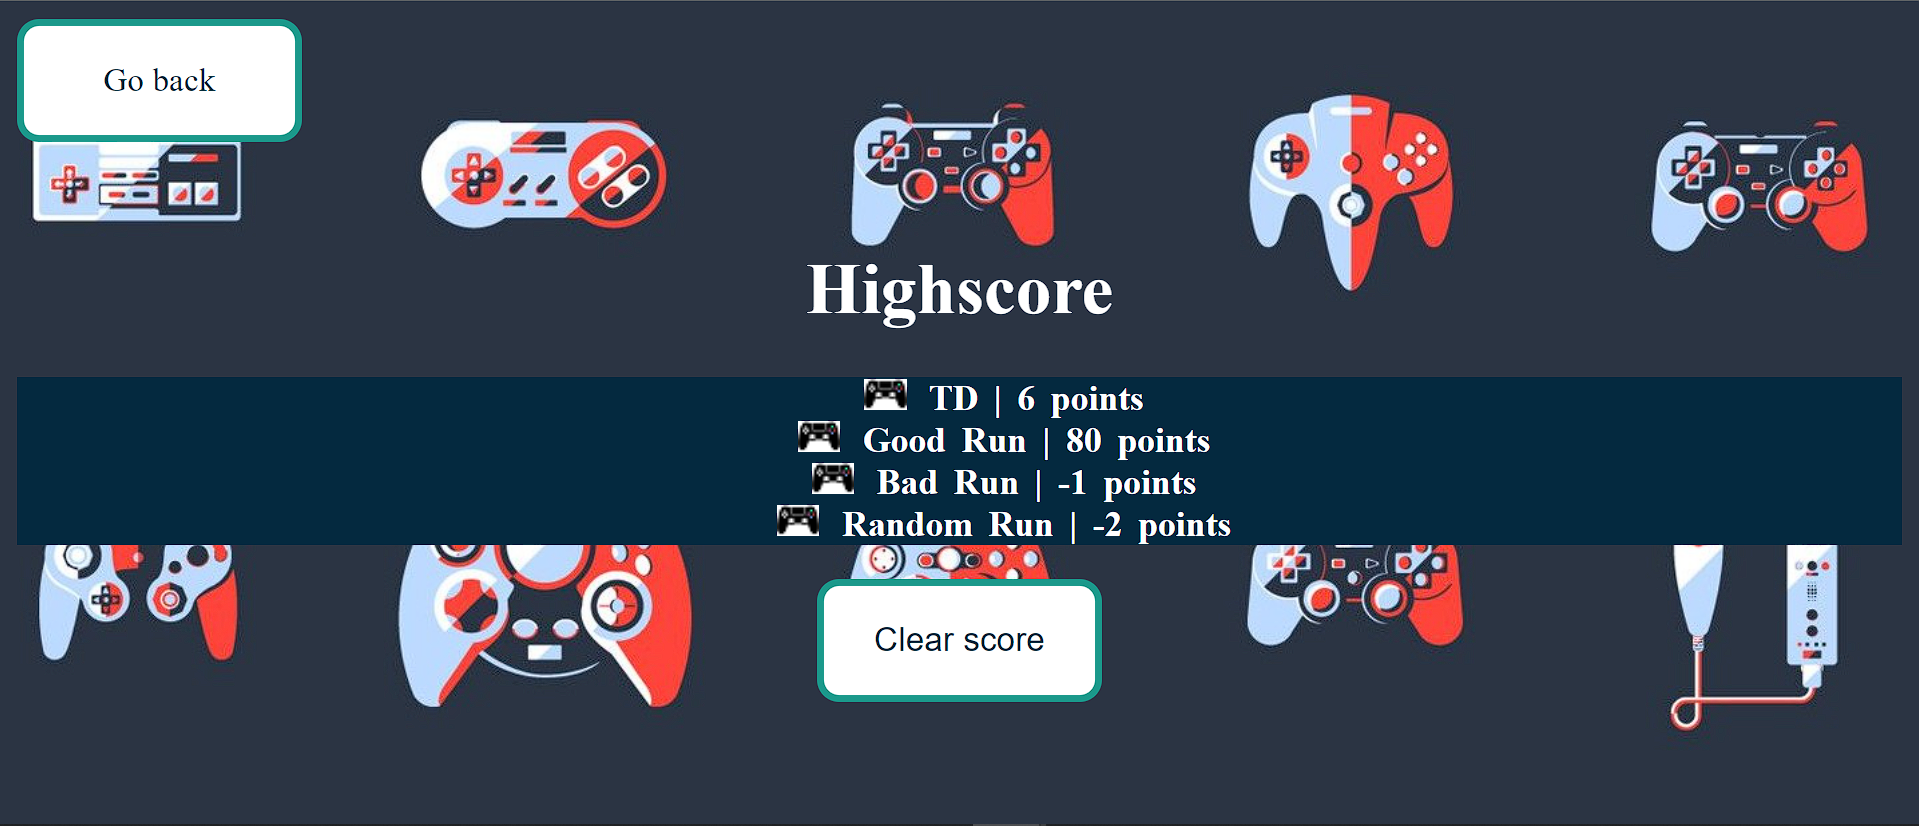 Go back
Highscore
TD | 6 points
Good Run | 80 points
Bad Run | -1 points
Random Run | -2 points
Clear score